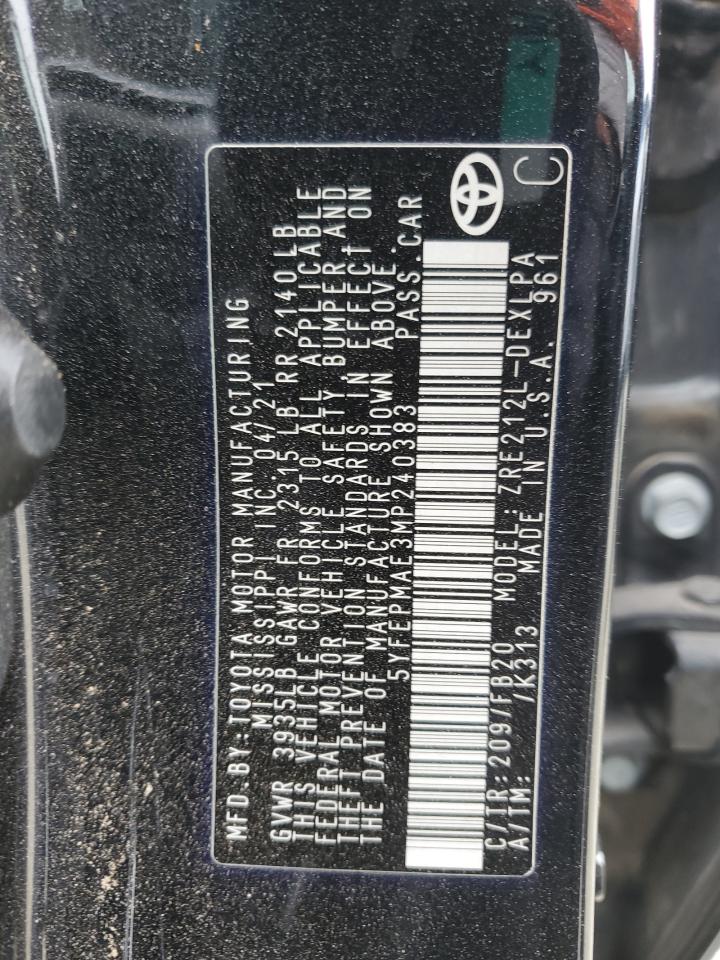 MFD.BY:TOYOTA MOTOR MANUFACTURING
MISSISSIPPI INC.04/21
GVWR 3935LB GAWR FR 2315 LB RR 2140LB
THIS VEHICLE CONFORMS TO ALL APPLICABLE
FEDERAL MOTOR VEHICLE SAFETY, BUMPER AND
THEFT PREVENTION STANDARDS IN EFFECT ON
THE DATE OF MANUFACTURE SHOWN ABOVE.
5YFEPMAE3MP240383 PASS.CAR
C/TR:209/FB20 MODEL:ZRE212L-DEXLPA
A/TM: /K313 MADE IN U.S.A. 961
C